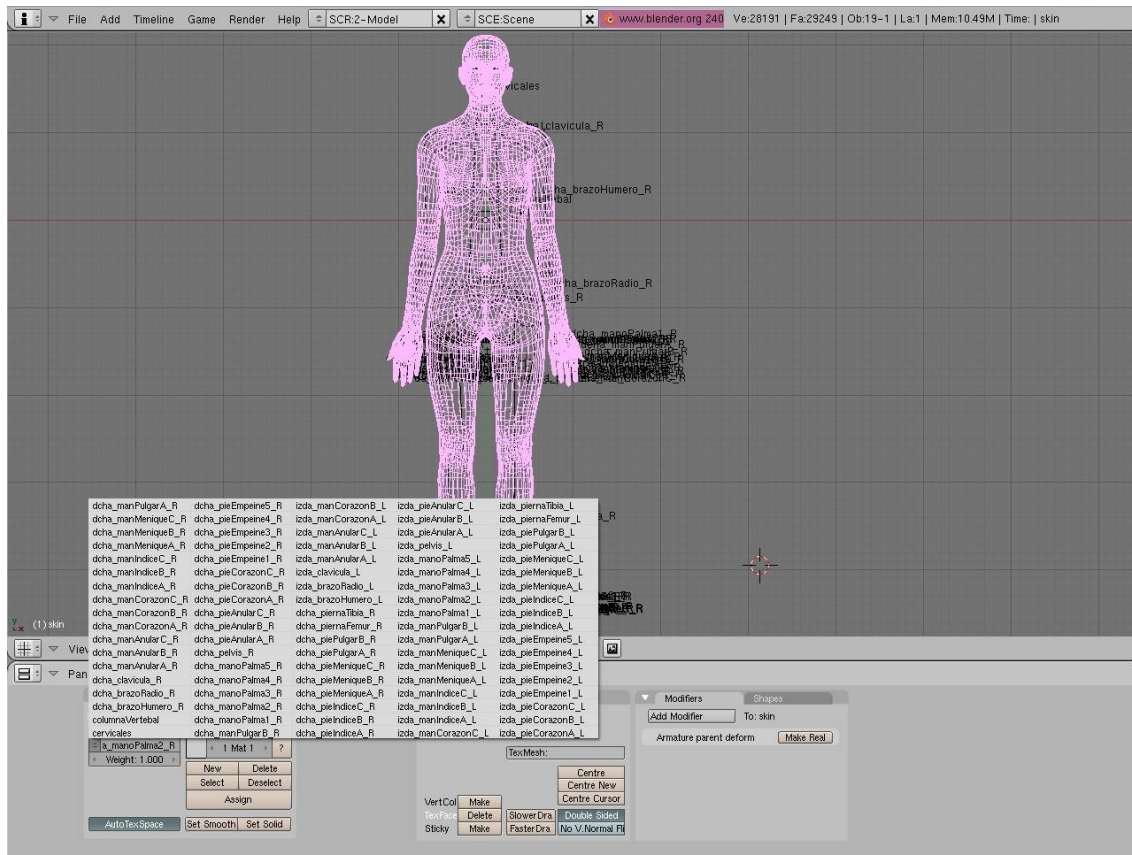 File Add Timeline Game Render Help SCR:2-Model SCE:Scene www.blender.org 240 Ve:28191 | Fa:29249 | Ob:19-1 | La:1 | Mem:10.49M | Time: | skin
clavicula_R
brazoHumero_R
brazoRadio_R
dcha_manoPalma1_R
(1) skin
dcha_manPulgarA_R dcha_pieEmpeine5_R izda_manCorazonB_L izda_pieAnularC_L izda_piernaTibia_L
dcha_manMeniqueC_R dcha_pieEmpeine4_R izda_manCorazonA_L izda_pieAnularB_L izda_piernaFemur_L
dcha_manMeniqueB_R dcha_pieEmpeine3_R izda_manAnularC_L izda_pieAnularA_L izda_piePulgarB_L
dcha_manMeniqueA_R dcha_pieEmpeine2_R izda_manAnularB_L izda_pelvis_L izda_piePulgarA_L
dcha_manIndiceC_R dcha_pieEmpeine1_R izda_manAnularA_L izda_manoPalma5_L izda_pieMeniqueC_L
dcha_manIndiceB_R dcha_pieCorazonC_R izda_clavicula_L izda_manoPalma4_L izda_pieMeniqueB_L
dcha_manIndiceA_R dcha_pieCorazonB_R izda_brazoRadio_L izda_manoPalma3_L izda_pieMeniqueA_L
dcha_manCorazonC_R dcha_pieCorazonA_R izda_brazoHumero_L izda_manoPalma2_L izda_pieIndiceC_L
dcha_manCorazonB_R dcha_pieAnularC_R dcha_piernaTibia_R izda_manoPalma1_L izda_pieIndiceB_L
dcha_manCorazonA_R dcha_pieAnularB_R dcha_piernaFemur_R izda_manPulgarB_L izda_pieIndiceA_L
dcha_manAnularC_R dcha_pieAnularA_R dcha_piePulgarB_R izda_manPulgarA_L izda_pieEmpeine5_L
dcha_manAnularB_R dcha_pelvis_R dcha_piePulgarA_R izda_manMeniqueC_L izda_pieEmpeine4_L
dcha_manAnularA_R dcha_manoPalma5_R dcha_pieMeniqueC_R izda_manMeniqueB_L izda_pieEmpeine3_L
dcha_clavicula_R dcha_manoPalma4_R dcha_pieMeniqueB_R izda_manMeniqueA_L izda_pieEmpeine2_L
dcha_brazoRadio_R dcha_manoPalma3_R dcha_pieMeniqueA_R izda_manIndiceC_L izda_pieEmpeine1_L
dcha_brazoHumero_R dcha_manoPalma2_R dcha_pieIndiceC_R izda_manIndiceB_L izda_pieCorazonC_L
columnaVertebal dcha_manoPalma1_R dcha_pieIndiceB_R izda_manIndiceA_L izda_pieCorazonB_L
cervicales dcha_manPulgarB_R dcha_pieIndiceA_R izda_manCorazonC_L izda_pieCorazonA_L
Modifiers Shapes
Add Modifier To: skin
Armature parent deform Make Real
a_manoPalma2_R 1 Mat 1 ?
Weight: 1.000
TexMesh:
New Delete
Select Deselect
Assign
AutoTexSpace Set Smooth Set Solid
Centre
Centre New
Centre Cursor
VertCol Make
TexFace Delete SlowerDra Double Sided
Sticky Make FasterDra No V.Normal Fl